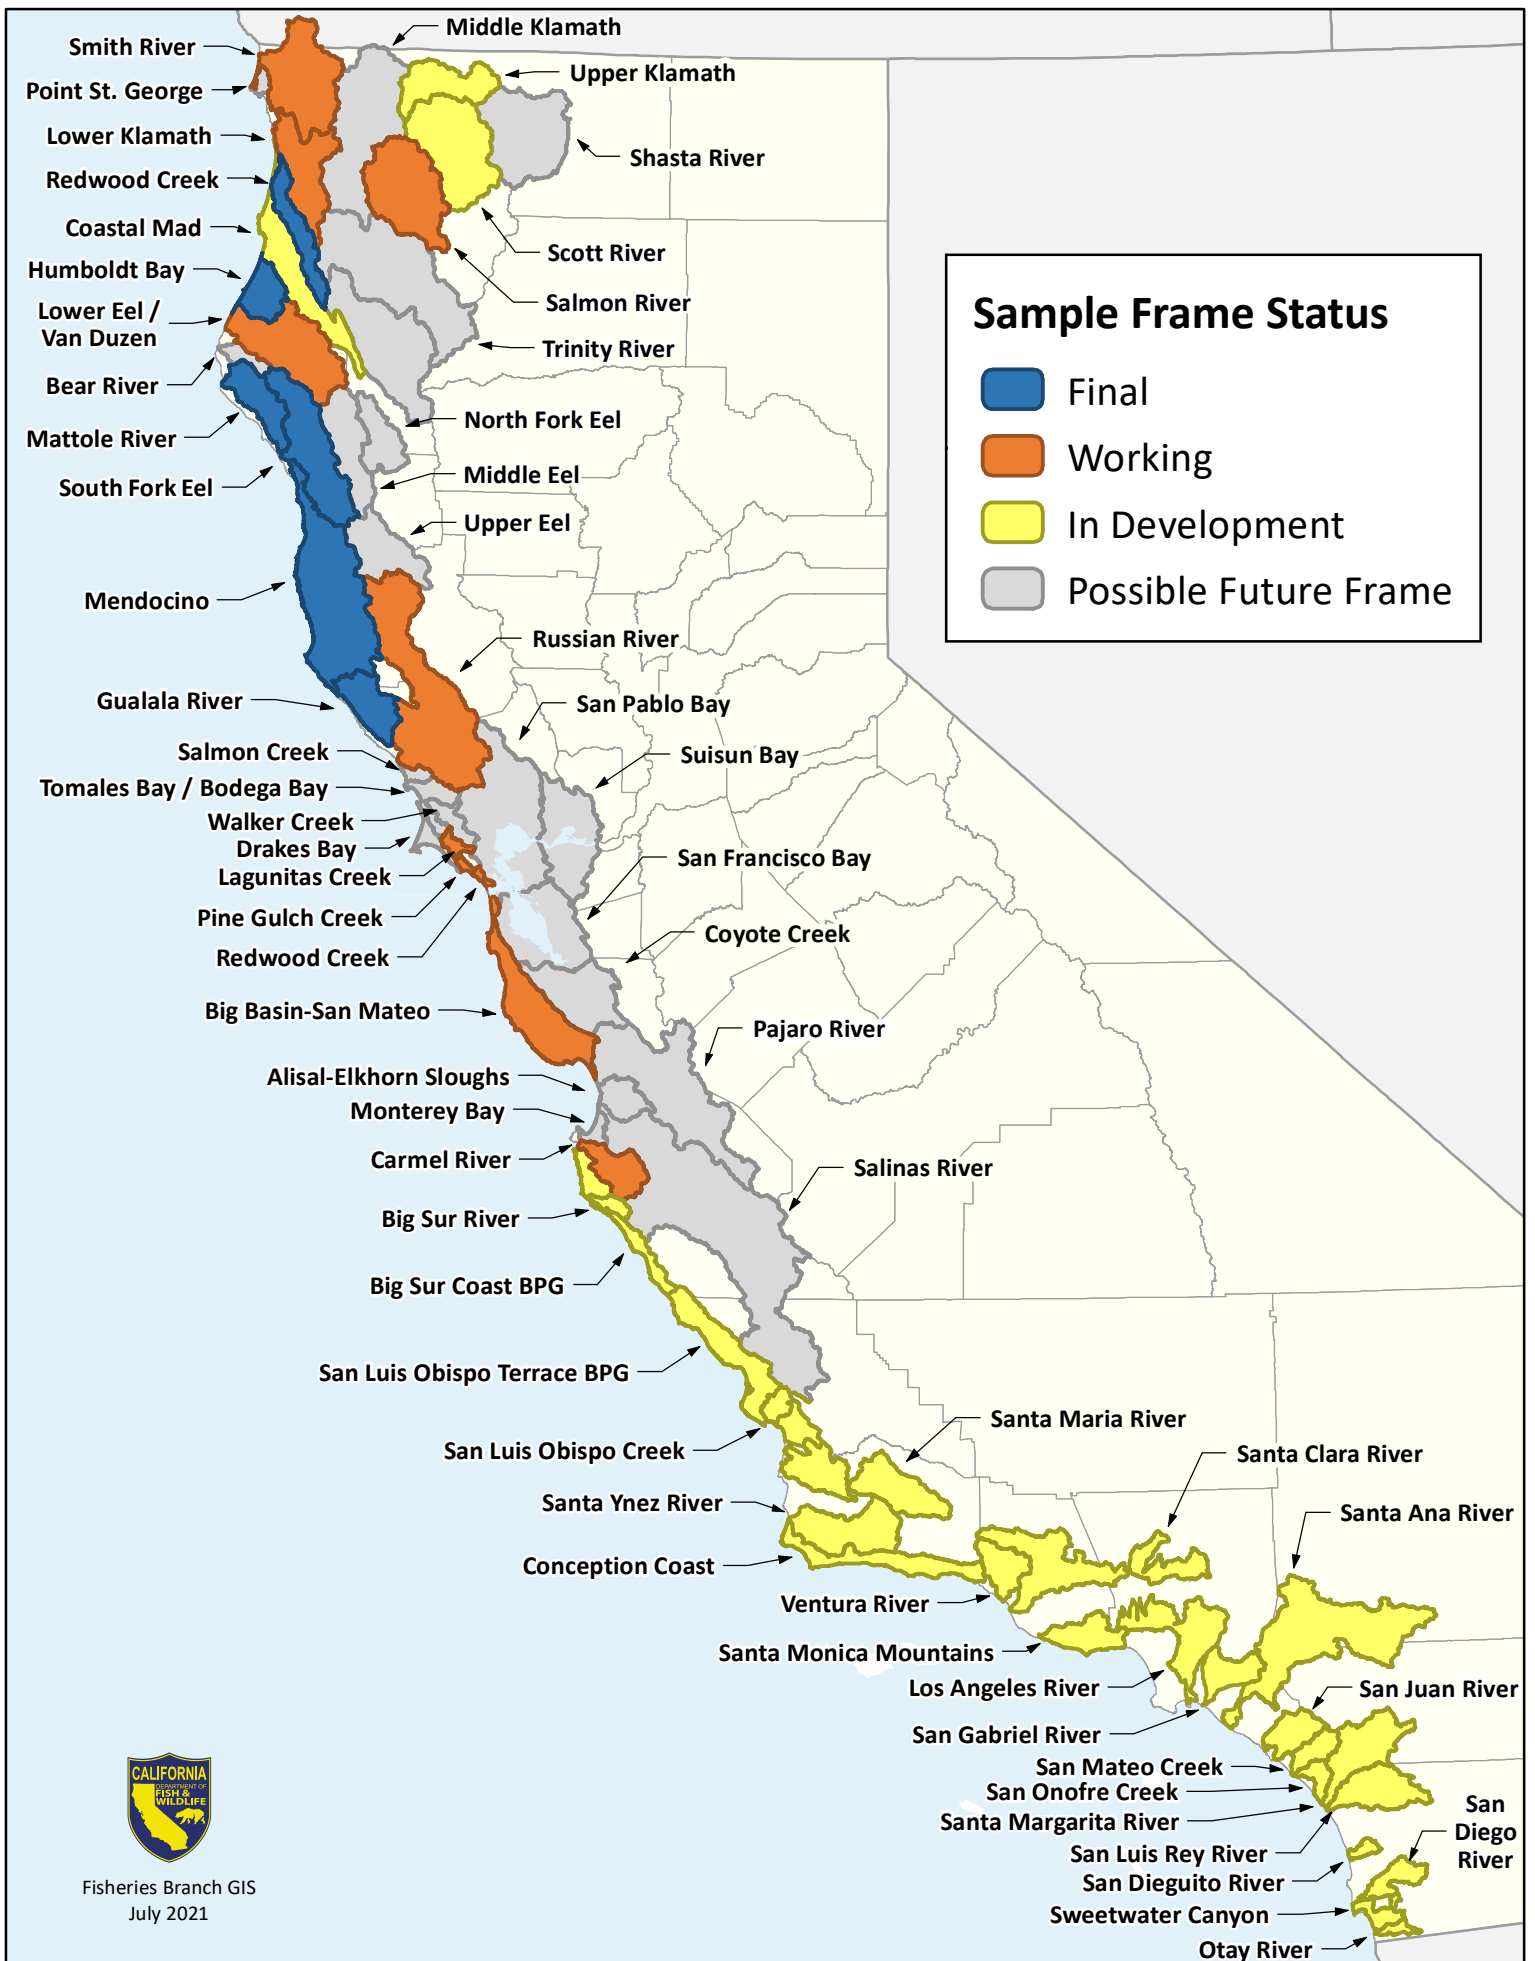 Middle Klamath
Smith River
Upper Klamath
Point St. George
Lower Klamath
Shasta River
Redwood Creek
Coastal Mad
Scott River
Humboldt Bay
Salmon River
Lower Eel /
Van Duzen
Trinity River
Bear River
North Fork Eel
Mattole River
Middle Eel
South Fork Eel
Upper Eel
Mendocino
Russian River
Gualala River
San Pablo Bay
Salmon Creek
Suisun Bay
Tomales Bay / Bodega Bay
Walker Creek
Drakes Bay
San Francisco Bay
Lagunitas Creek
Pine Gulch Creek
Coyote Creek
Redwood Creek
Big Basin-San Mateo
Pajaro River
Alisal-Elkhorn Sloughs
Monterey Bay
Carmel River
Salinas River
Big Sur River
Big Sur Coast BPG
San Luis Obispo Terrace BPG
Santa Maria River
San Luis Obispo Creek
Santa Clara River
Santa Ynez River
Santa Ana River
Conception Coast
Ventura River
Santa Monica Mountains
Los Angeles River
San Juan River
San Gabriel River
San Mateo Creek
San Onofre Creek
Santa Margarita River
San
Diego
River
San Luis Rey River
San Dieguito River
Sweetwater Canyon
Otay River
Sample Frame Status
Final
Working
In Development
Possible Future Frame
CALIFORNIA
DEPARTMENT OF
FISH &
WILDLIFE
Fisheries Branch GIS
July 2021